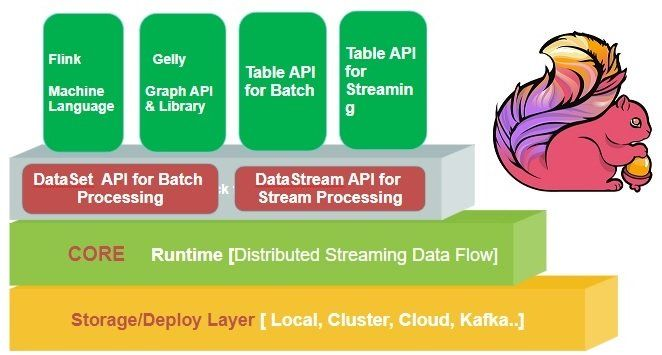 Flink
Machine
Language
Gelly
Graph API
& Library
Table API
for Batch
Table API
for
Streamin
g
DataSet API for Batch
Processing
DataStream API for
Stream Processing
CORE Runtime [Distributed Streaming Data Flow]
Storage/Deploy Layer [ Local, Cluster, Cloud, Kafka..]